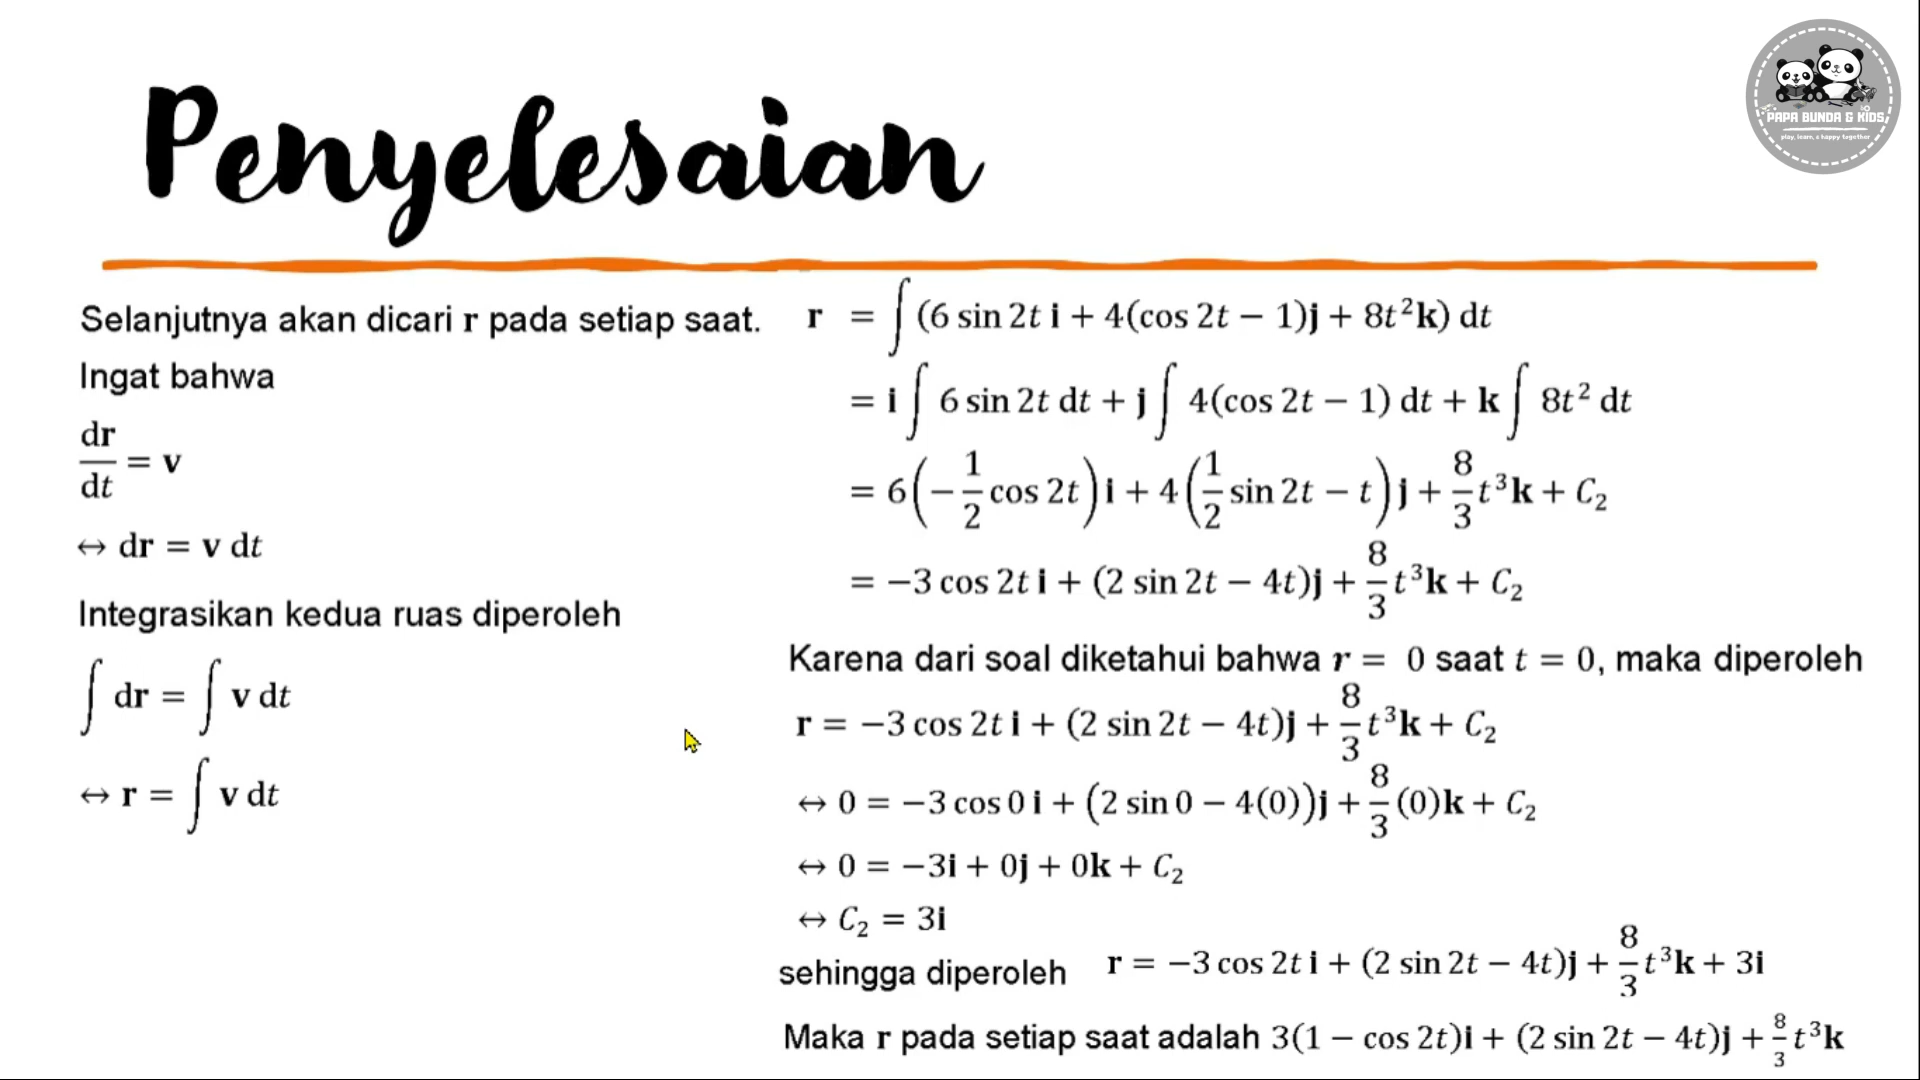 PAPA BUNDA & KIDS
play, learn, & happy together
Penyelesaian
Selanjutnya akan dicari r pada setiap saat.
Ingat bahwa
dr/dt = v
↔ dr = v dt
Integrasikan kedua ruas diperoleh
∫ dr = ∫ v dt
↔ r = ∫ v dt
r = ∫ (6 sin 2t i + 4(cos 2t − 1)j + 8t²k) dt
= i ∫ 6 sin 2t dt + j ∫ 4(cos 2t − 1) dt + k ∫ 8t² dt
= 6(−1/2 cos 2t) i + 4(1/2 sin 2t − t) j + 8/3 t³k + C₂
= −3 cos 2t i + (2 sin 2t − 4t)j + 8/3 t³k + C₂
Karena dari soal diketahui bahwa r = 0 saat t = 0, maka diperoleh
r = −3 cos 2t i + (2 sin 2t − 4t)j + 8/3 t³k + C₂
↔ 0 = −3 cos 0 i + (2 sin 0 − 4(0))j + 8/3 (0)k + C₂
↔ 0 = −3i + 0j + 0k + C₂
↔ C₂ = 3i
sehingga diperoleh r = −3 cos 2t i + (2 sin 2t − 4t)j + 8/3 t³k + 3i
Maka r pada setiap saat adalah 3(1 − cos 2t)i + (2 sin 2t − 4t)j + 8/3 t³k